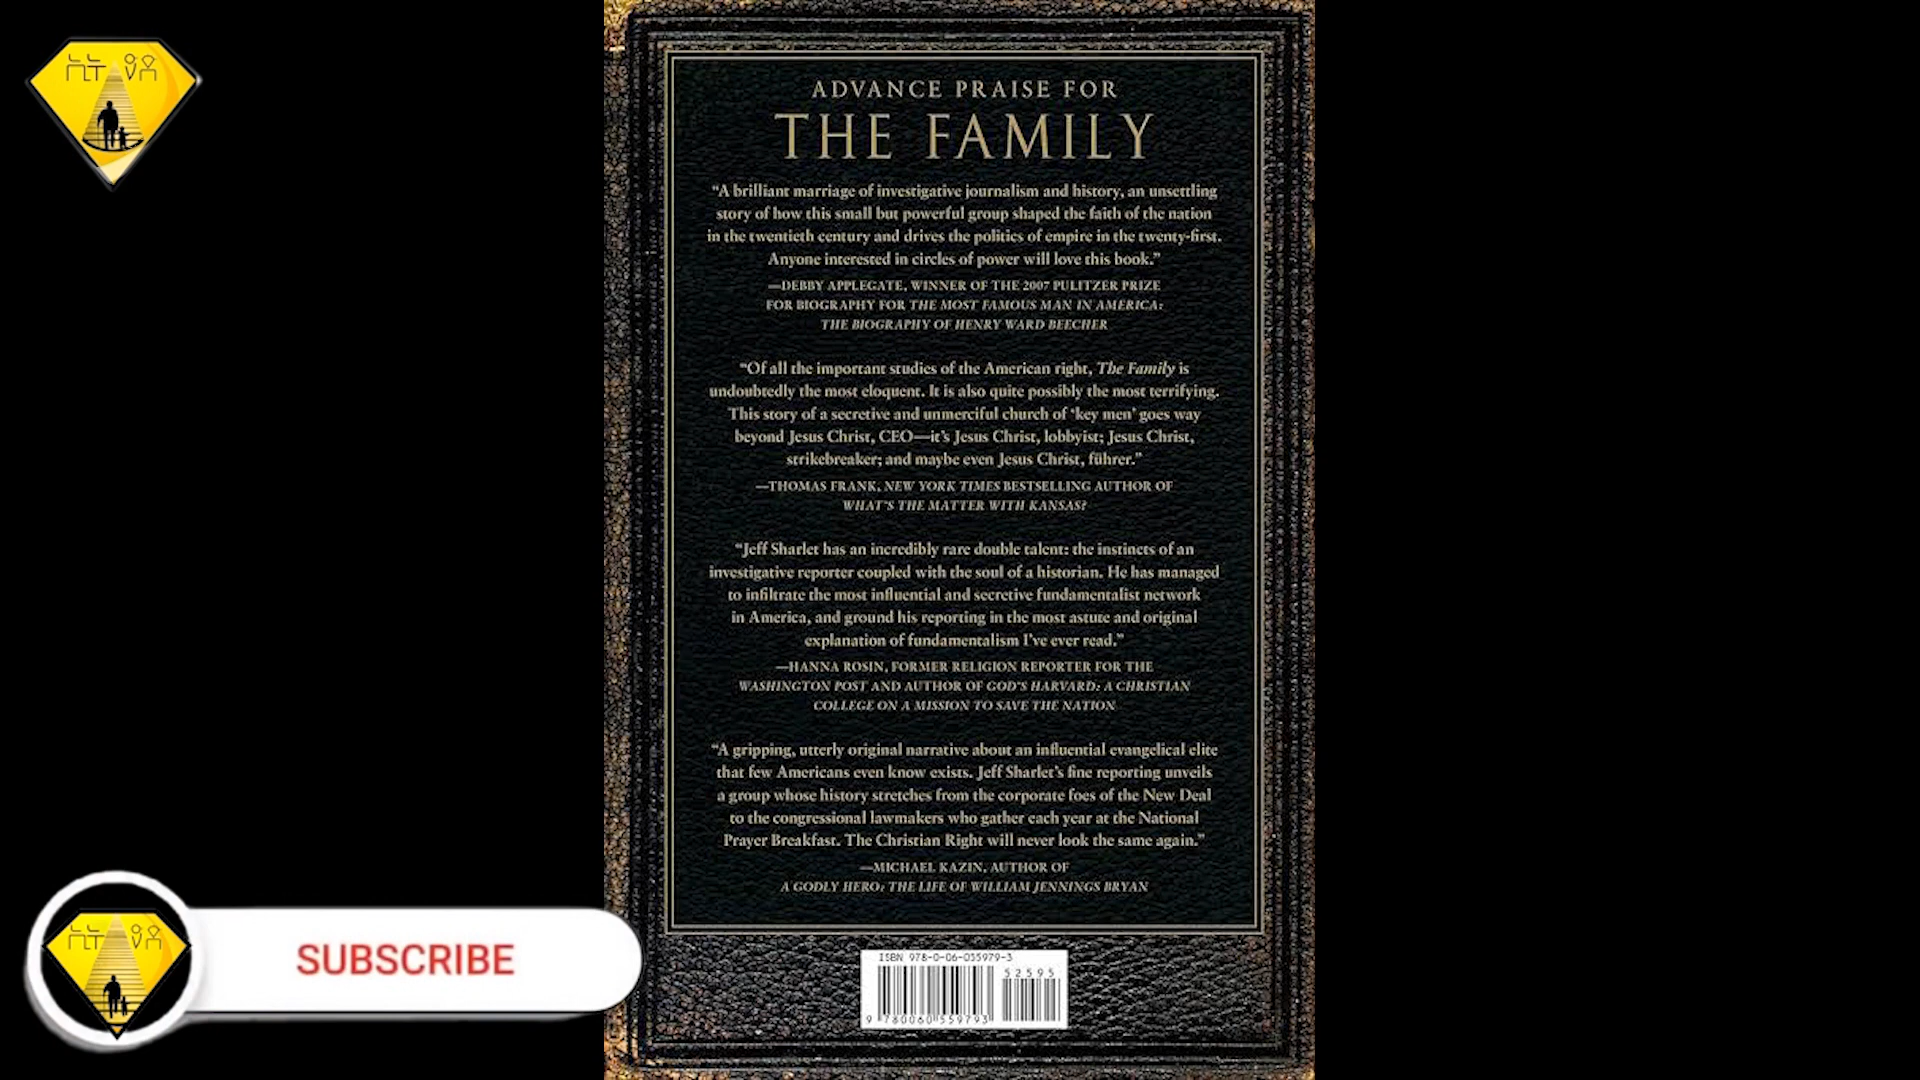 ADVANCE PRAISE FOR
THE FAMILY
“A brilliant marriage of investigative journalism and history, an unsettling
story of how this small but powerful group shaped the faith of the nation
in the twentieth century and drives the politics of empire in the twenty-first.
Anyone interested in circles of power will love this book.”
—DEBBY APPLEGATE, WINNER OF THE 2007 PULITZER PRIZE
FOR BIOGRAPHY FOR THE MOST FAMOUS MAN IN AMERICA:
THE BIOGRAPHY OF HENRY WARD BEECHER
“Of all the important studies of the American right, The Family is
undoubtedly the most eloquent. It is also quite possibly the most terrifying.
This story of a secretive and unmerciful church of ‘key men’ goes way
beyond Jesus Christ, CEO—it’s Jesus Christ, lobbyist; Jesus Christ,
strikebreaker; and maybe even Jesus Christ, führer.”
—THOMAS FRANK, NEW YORK TIMES BESTSELLING AUTHOR OF
WHAT’S THE MATTER WITH KANSAS?
“Jeff Sharlet has an incredibly rare double talent: the instincts of an
investigative reporter coupled with the soul of a historian. He has managed
to infiltrate the most influential and secretive fundamentalist network
in America, and ground his reporting in the most astute and original
explanation of fundamentalism I’ve ever read.”
—HANNA ROSIN, FORMER RELIGION REPORTER FOR THE
WASHINGTON POST AND AUTHOR OF GOD’S HARVARD: A CHRISTIAN
COLLEGE ON A MISSION TO SAVE THE NATION
“A gripping, utterly original narrative about an influential evangelical elite
that few Americans even know exists. Jeff Sharlet’s fine reporting unveils
a group whose history stretches from the corporate foes of the New Deal
to the congressional lawmakers who gather each year at the National
Prayer Breakfast. The Christian Right will never look the same again.”
—MICHAEL KAZIN, AUTHOR OF
A GODLY HERO: THE LIFE OF WILLIAM JENNINGS BRYAN
SUBSCRIBE
ISBN 978-0-06-055979-3
52595
9 780060 559793